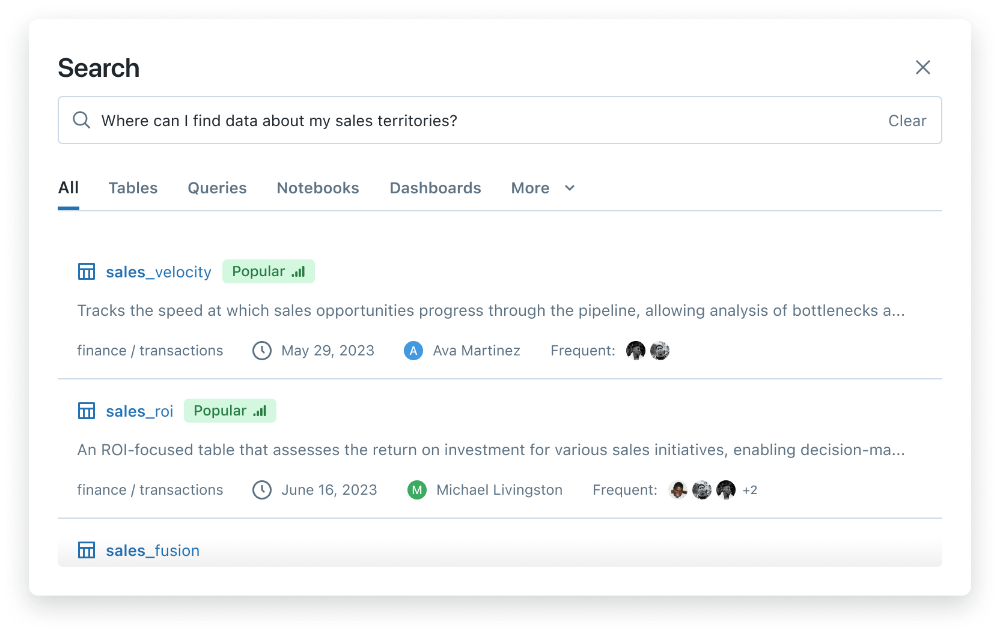 Search
Where can I find data about my sales territories?
Clear
All Tables Queries Notebooks Dashboards More
sales_velocity Popular
Tracks the speed at which sales opportunities progress through the pipeline, allowing analysis of bottlenecks a...
finance / transactions May 29, 2023 A Ava Martinez Frequent:
sales_roi Popular
An ROI-focused table that assesses the return on investment for various sales initiatives, enabling decision-ma...
finance / transactions June 16, 2023 M Michael Livingston Frequent: +2
sales_fusion